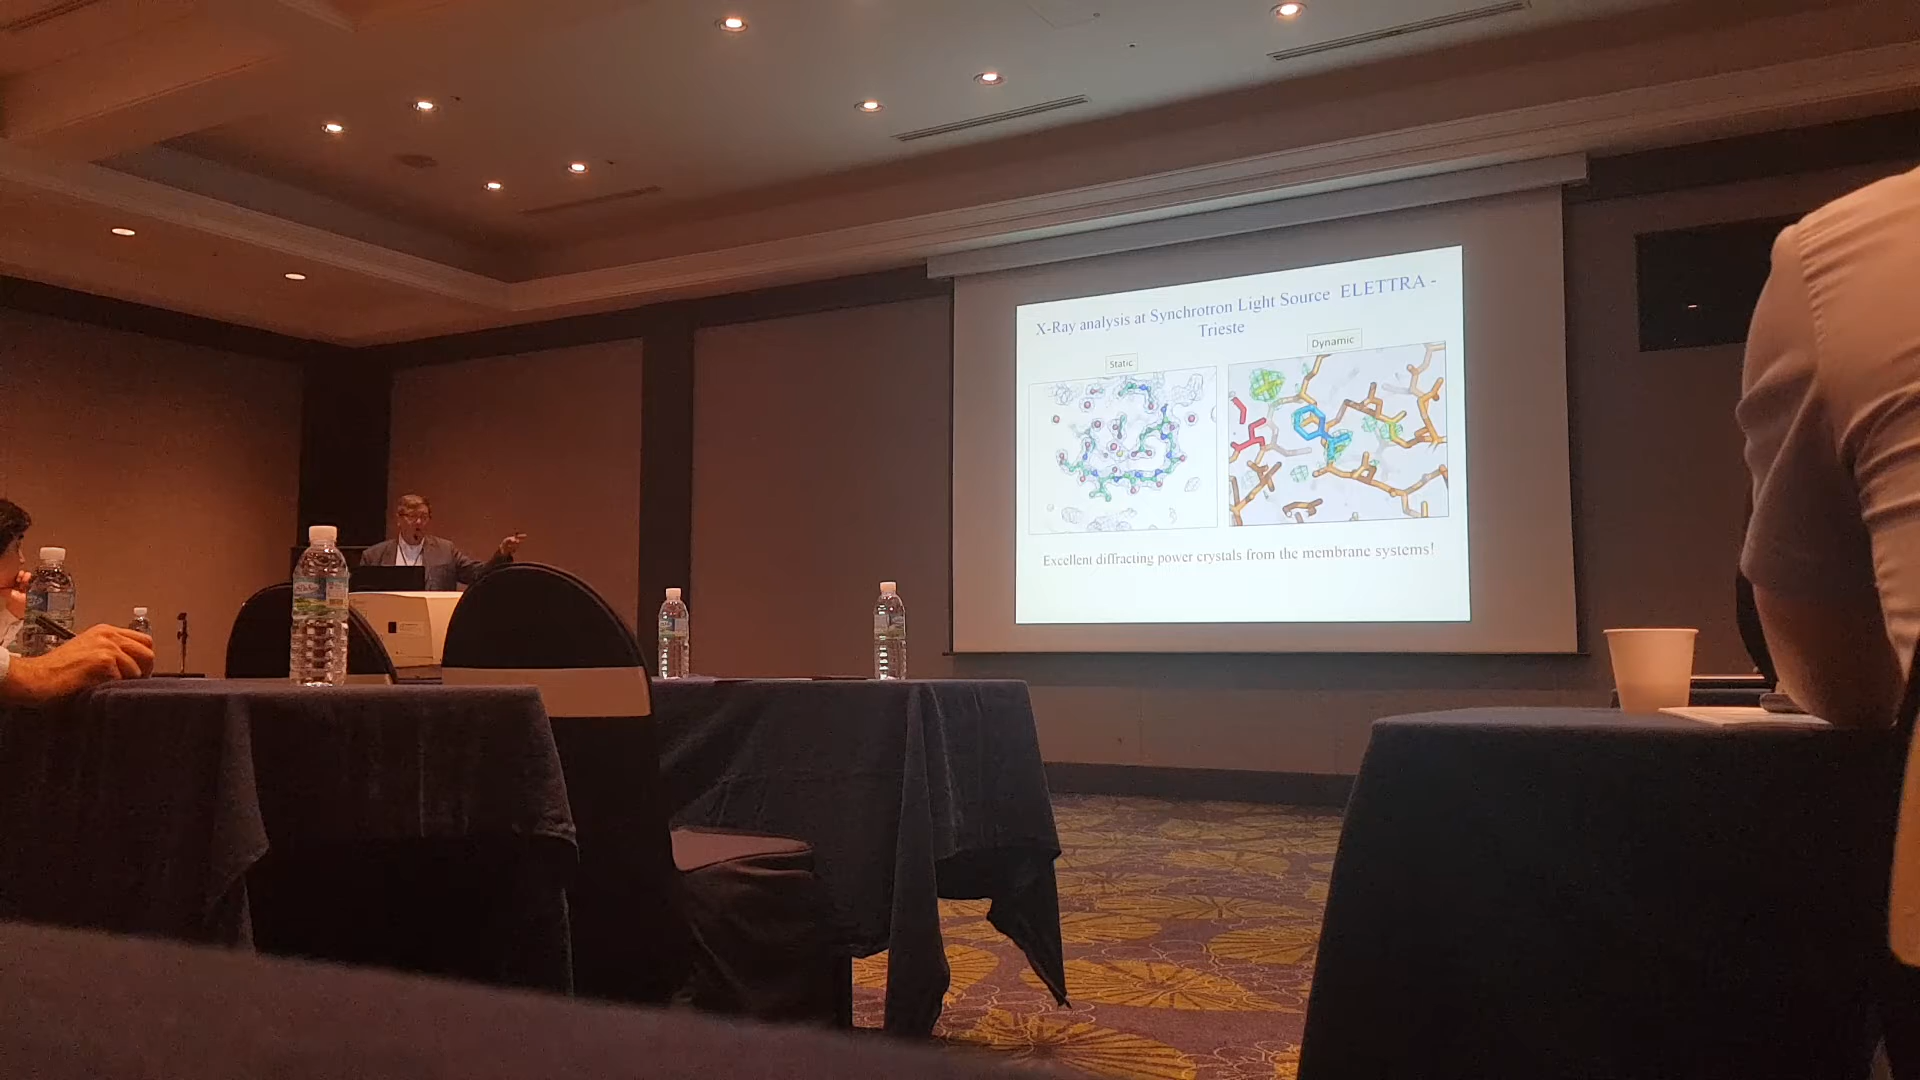 X-Ray analysis at Synchrotron Light Source ELETTRA -
Trieste
Static
Dynamic
Excellent diffracting power crystals from the membrane systems!